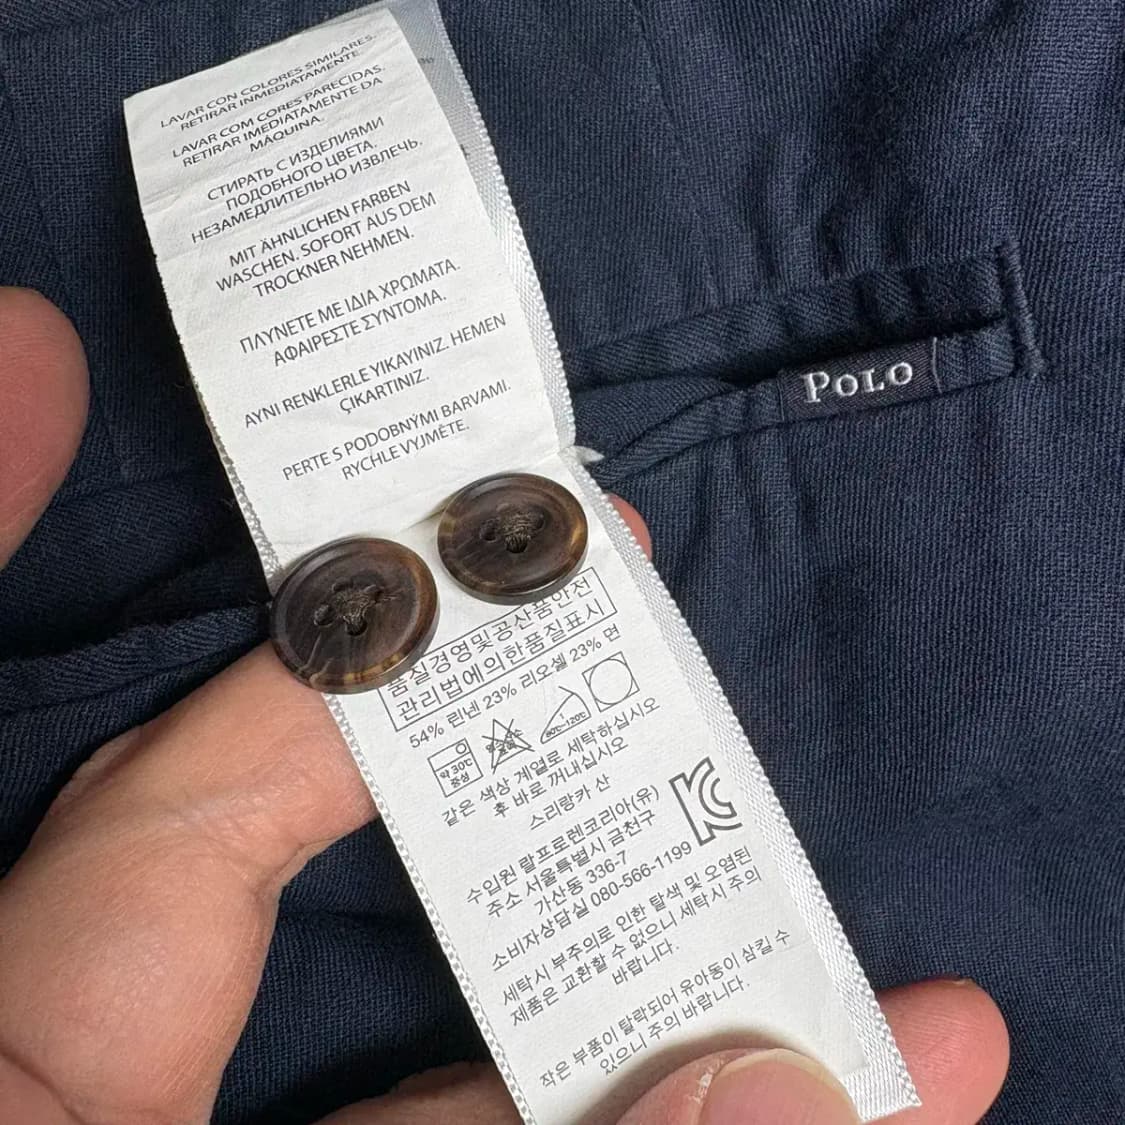 LAVAR CON COLORES SIMILARES.
RETIRAR INMEDIATAMENTE.
LAVAR COM CORES PARECIDAS.
RETIRAR IMEDIATAMENTE DA
MÁQUINA.
СТИРАТЬ С ИЗДЕЛИЯМИ
ПОДОБНОГО ЦВЕТА.
НЕЗАМЕДЛИТЕЛЬНО ИЗВЛЕЧЬ.
MIT ÄHNLICHEN FARBEN
WASCHEN. SOFORT AUS DEM
TROCKNER NEHMEN.
ΠΛΥΝΕΤΕ ΜΕ ΙΔΙΑ ΧΡΩΜΑΤΑ.
ΑΦΑΙΡΕΣΤΕ ΣΥΝΤΟΜΑ.
AYNI RENKLERLE YIKAYINIZ. HEMEN
ÇIKARTINIZ.
PERTE S PODOBNÝMI BARVAMI.
RYCHLE VYJMĚTE.
POLO
품질경영및공산품안전
관리법에의한품질표시
54% 린넨 23% 리오셀 23% 면
약 30℃
중성
80℃~120℃
같은 색상 계열로 세탁하십시오
후 바로 꺼내십시오
스리랑카 산
수입원 랄프로렌코리아(유)
주소 서울특별시 금천구
가산동 336-7
소비자상담실 080-566-1199
세탁시 부주의로 인한 탈색 및 오염된
제품은 교환할 수 없으니 세탁시 주의
바랍니다.
작은 부품이 탈락되어 유아동이 삼킬 수
있으니 주의 바랍니다.